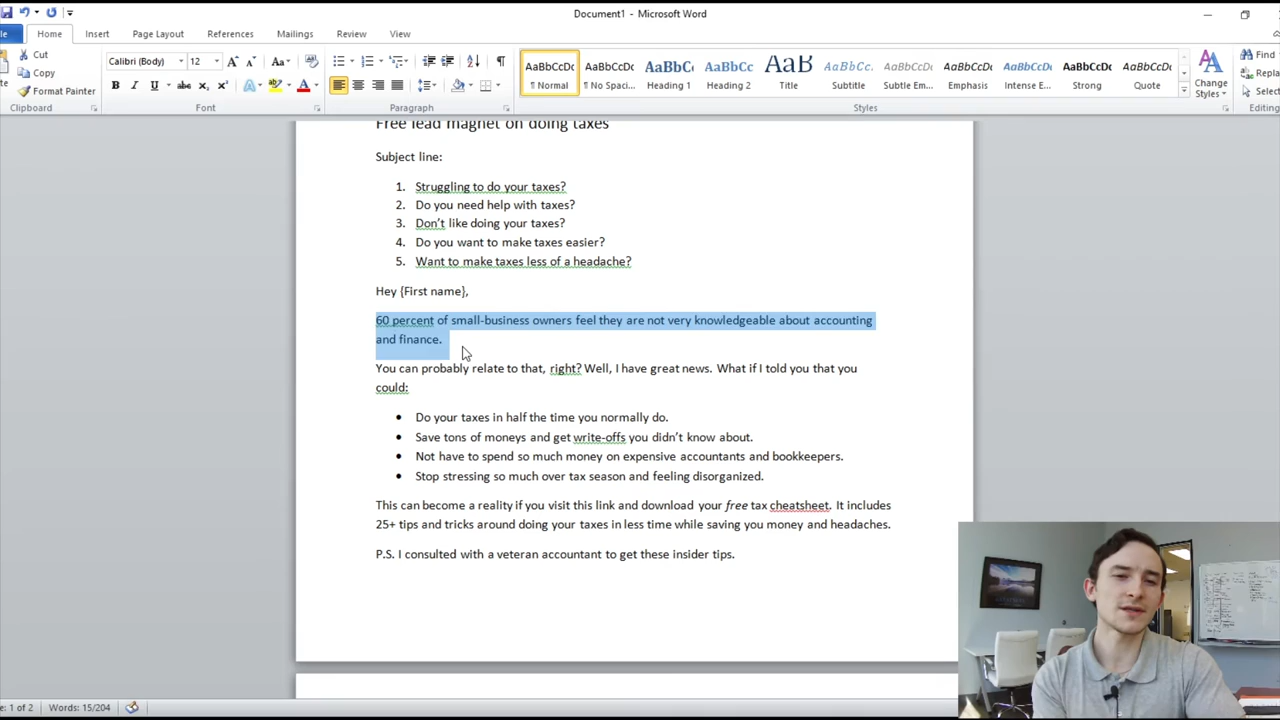 Document1 - Microsoft Word
Home Insert Page Layout References Mailings Review View
Cut
Copy
Format Painter
Clipboard
Calibri (Body) 12
Font
Paragraph
AaBbCcDc AaBbCcDc AaBbC AaBbCc AaB AaBbCc. AaBbCcDc AaBbCcDc AaBbCcDc AaBbCcDc AaBbCcDc
¶ Normal ¶ No Spaci... Heading 1 Heading 2 Title Subtitle Subtle Em... Emphasis Intense E... Strong Quote
Styles
Change
Styles
Find
Repla
Select
Editing
Free lead magnet on doing taxes
Subject line:
1. Struggling to do your taxes?
2. Do you need help with taxes?
3. Don't like doing your taxes?
4. Do you want to make taxes easier?
5. Want to make taxes less of a headache?
Hey {First name},
60 percent of small-business owners feel they are not very knowledgeable about accounting
and finance.
You can probably relate to that, right? Well, I have great news. What if I told you that you
could:
• Do your taxes in half the time you normally do.
• Save tons of moneys and get write-offs you didn't know about.
• Not have to spend so much money on expensive accountants and bookkeepers.
• Stop stressing so much over tax season and feeling disorganized.
This can become a reality if you visit this link and download your free tax cheatsheet. It includes
25+ tips and tricks around doing your taxes in less time while saving you money and headaches.
P.S. I consulted with a veteran accountant to get these insider tips.
e: 1 of 2 Words: 15/204